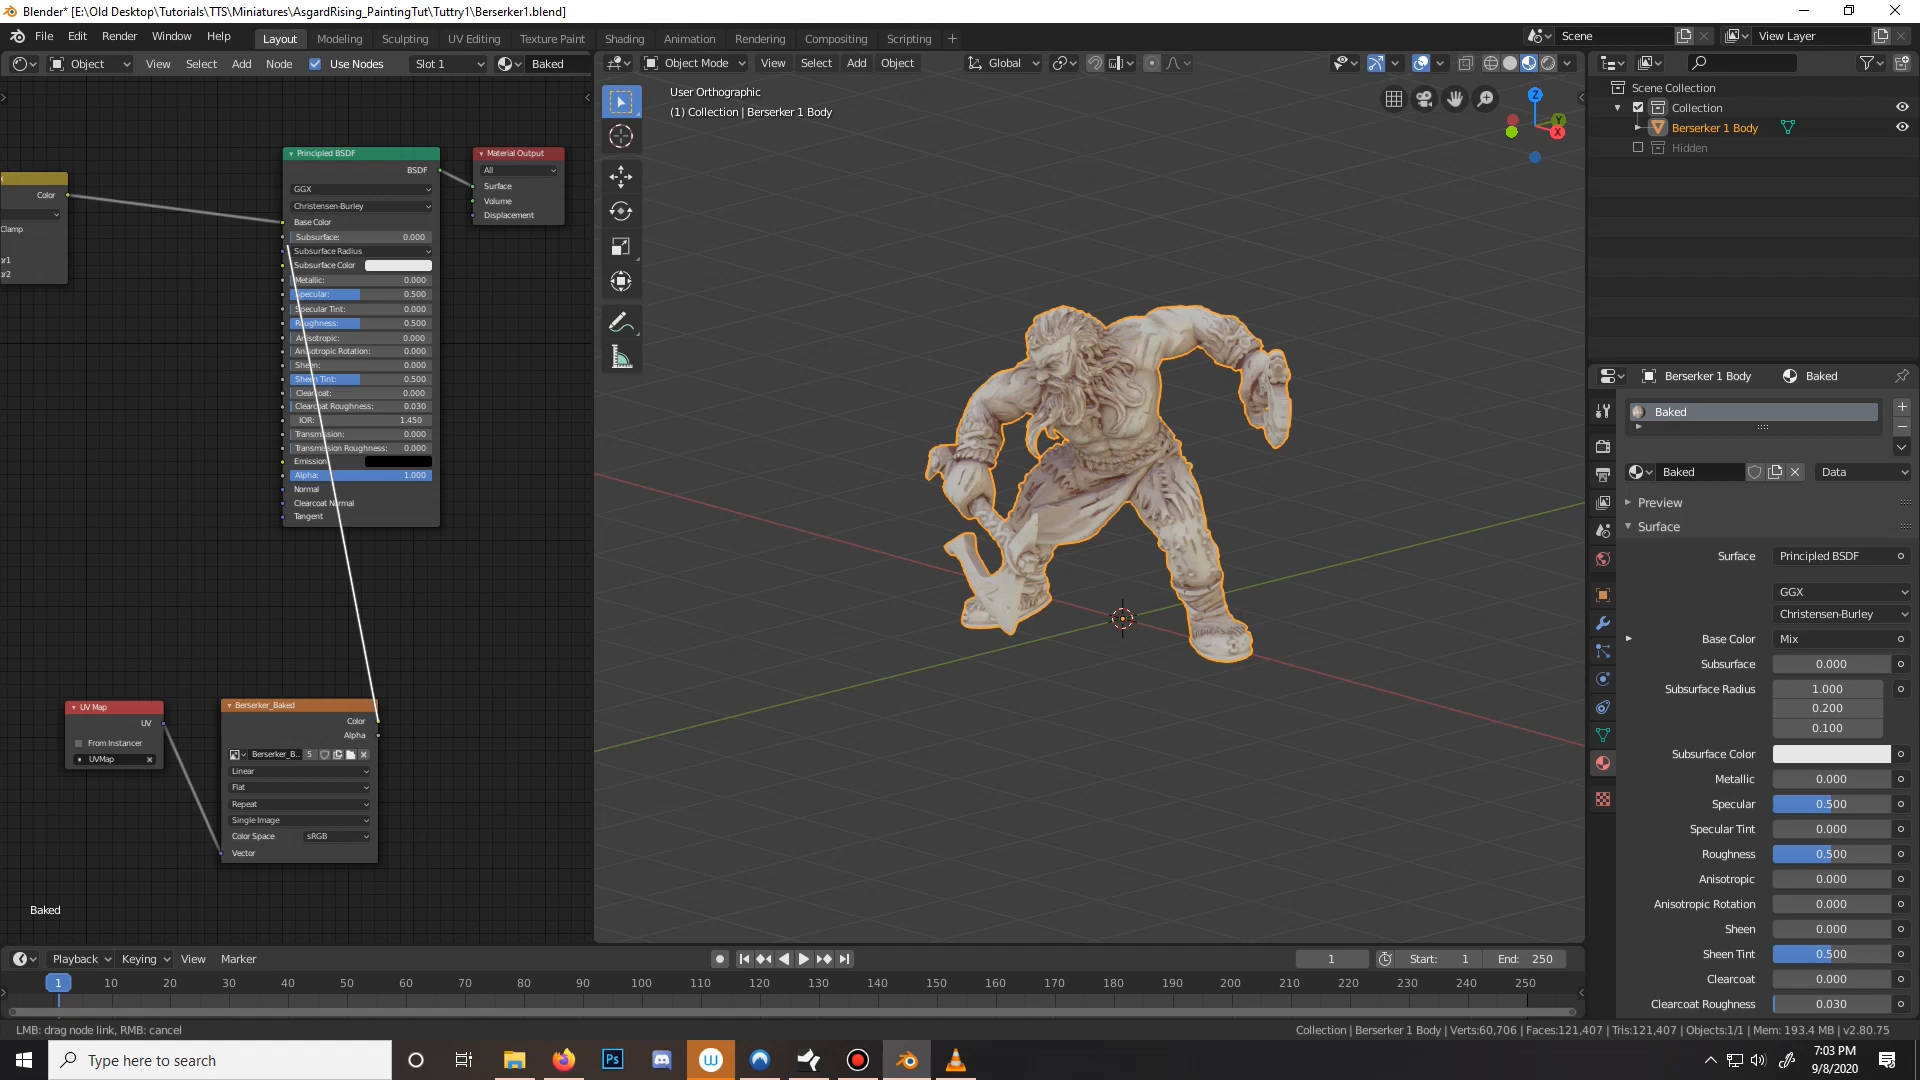 Blender* [E:\Old Desktop\Tutorials\TTS\Miniatures\AsgardRising_PaintingTut\Tuttry1\Berserker1.blend]
File Edit Render Window Help Layout Modeling Sculpting UV Editing Texture Paint Shading Animation Rendering Compositing Scripting + Scene View Layer
Object View Select Add Node Use Nodes Slot 1 Baked
Object Mode View Select Add Object Global
User Orthographic
(1) Collection | Berserker 1 Body
Z
Y
X
Color
Clamp
or1
or2
Principled BSDF
BSDF
GGX
Christensen-Burley
Base Color
Subsurface: 0.000
Subsurface Radius
Subsurface Color
Metallic: 0.000
Specular: 0.500
Specular Tint: 0.000
Roughness: 0.500
Anisotropic: 0.000
Anisotropic Rotation: 0.000
Sheen: 0.000
Sheen Tint: 0.500
Clearcoat: 0.000
Clearcoat Roughness: 0.030
IOR: 1.450
Transmission: 0.000
Transmission Roughness: 0.000
Emission
Alpha: 1.000
Normal
Clearcoat Normal
Tangent
Material Output
All
Surface
Volume
Displacement
UV Map
UV
From Instancer
UVMap
Berserker_Baked
Color
Alpha
Berserker_B.. 5
Linear
Flat
Repeat
Single Image
Color Space sRGB
Vector
Baked
Scene Collection
Collection
Berserker 1 Body
Hidden
Berserker 1 Body Baked
Baked
Baked Data
Preview
Surface
Surface Principled BSDF
GGX
Christensen-Burley
Base Color Mix
Subsurface 0.000
Subsurface Radius 1.000
0.200
0.100
Subsurface Color
Metallic 0.000
Specular 0.500
Specular Tint 0.000
Roughness 0.500
Anisotropic 0.000
Anisotropic Rotation 0.000
Sheen 0.000
Sheen Tint 0.500
Clearcoat 0.000
Clearcoat Roughness 0.030
Playback Keying View Marker 1 Start: 1 End: 250
1 10 20 30 40 50 60 70 80 90 100 110 120 130 140 150 160 170 180 190 200 210 220 230 240 250
LMB: drag node link, RMB: cancel
Collection | Berserker 1 Body | Verts:60,706 | Faces:121,407 | Tris:121,407 | Objects:1/1 | Mem: 193.4 MB | v2.80.75
Type here to search
Ps
w
7:03 PM
9/8/2020